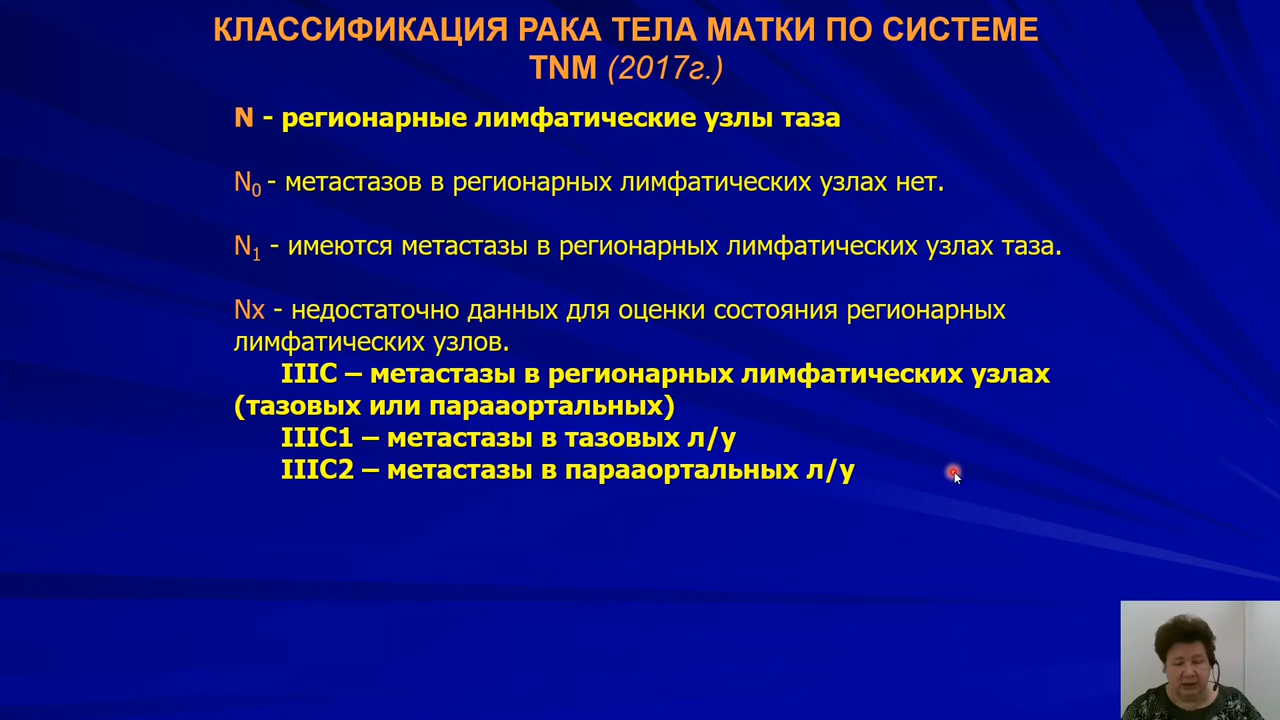 КЛАССИФИКАЦИЯ РАКА ТЕЛА МАТКИ ПО СИСТЕМЕ
TNM (2017г.)
N - регионарные лимфатические узлы таза
N0 - метастазов в регионарных лимфатических узлах нет.
N1 - имеются метастазы в регионарных лимфатических узлах таза.
Nx - недостаточно данных для оценки состояния регионарных
лимфатических узлов.
IIIC – метастазы в регионарных лимфатических узлах
(тазовых или парааортальных)
IIIC1 – метастазы в тазовых л/у
IIIC2 – метастазы в парааортальных л/у